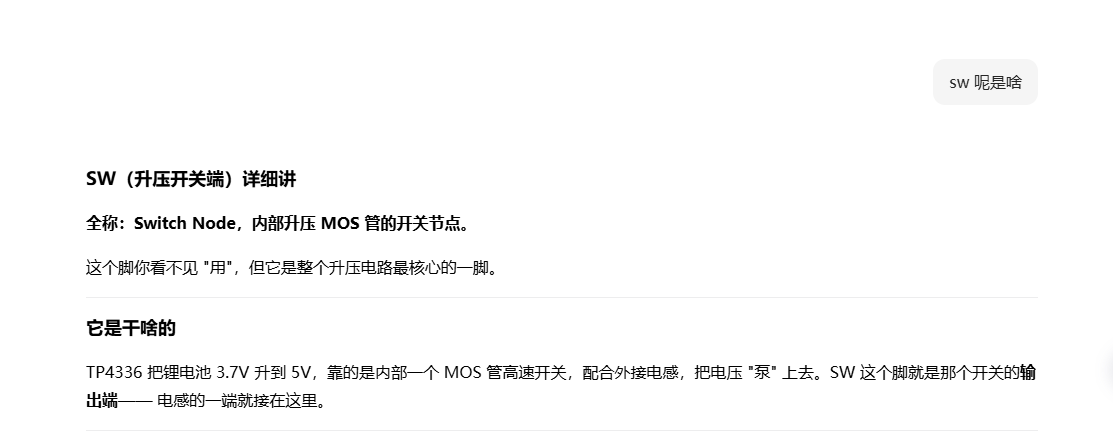 sw 呢是啥
SW（升压开关端）详细讲
全称：Switch Node，内部升压 MOS 管的开关节点。
这个脚你看不见 "用"，但它是整个升压电路最核心的一脚。
它是干啥的
TP4336 把锂电池 3.7V 升到 5V，靠的是内部一个 MOS 管高速开关，配合外接电感，把电压 "泵" 上去。SW 这个脚就是那个开关的输
出端—— 电感的一端就接在这里。